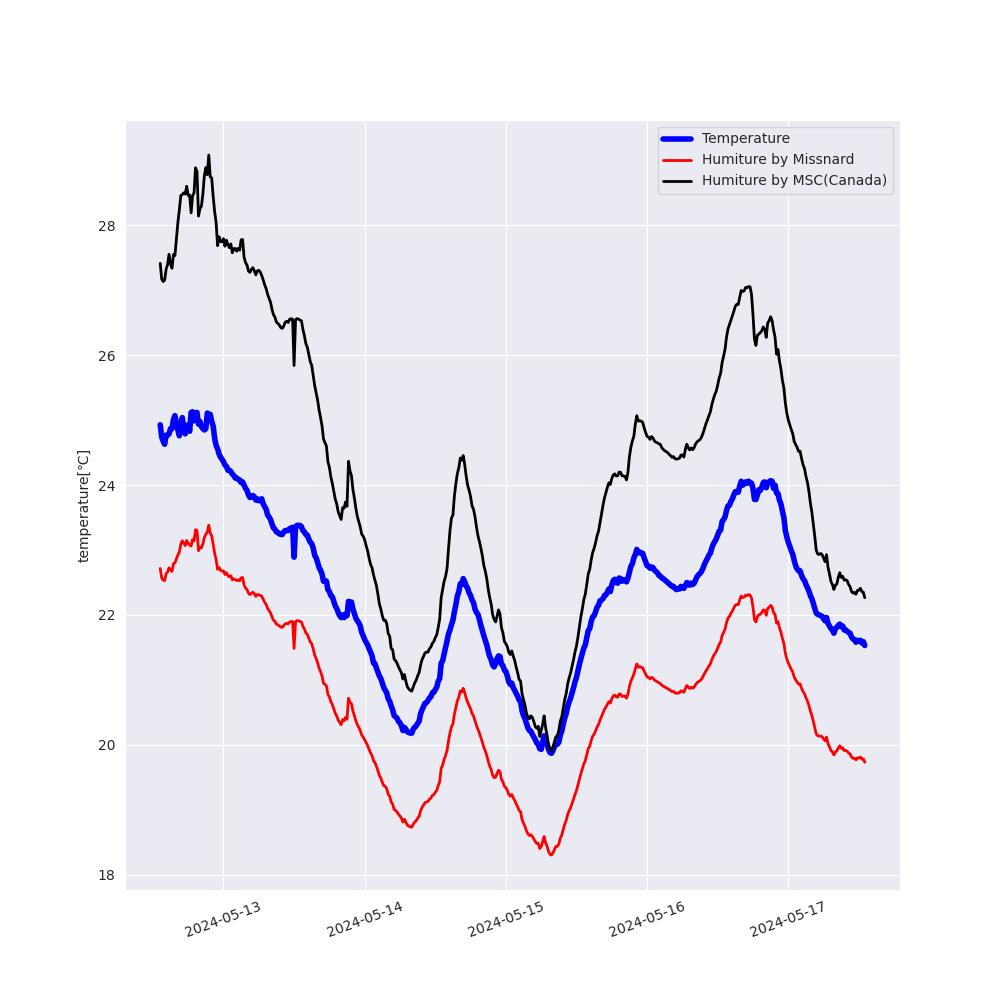 Temperature
Humiture by Missnard
Humiture by MSC(Canada)
28
26
24
22
20
18
temperature[℃]
2024-05-13
2024-05-14
2024-05-15
2024-05-16
2024-05-17